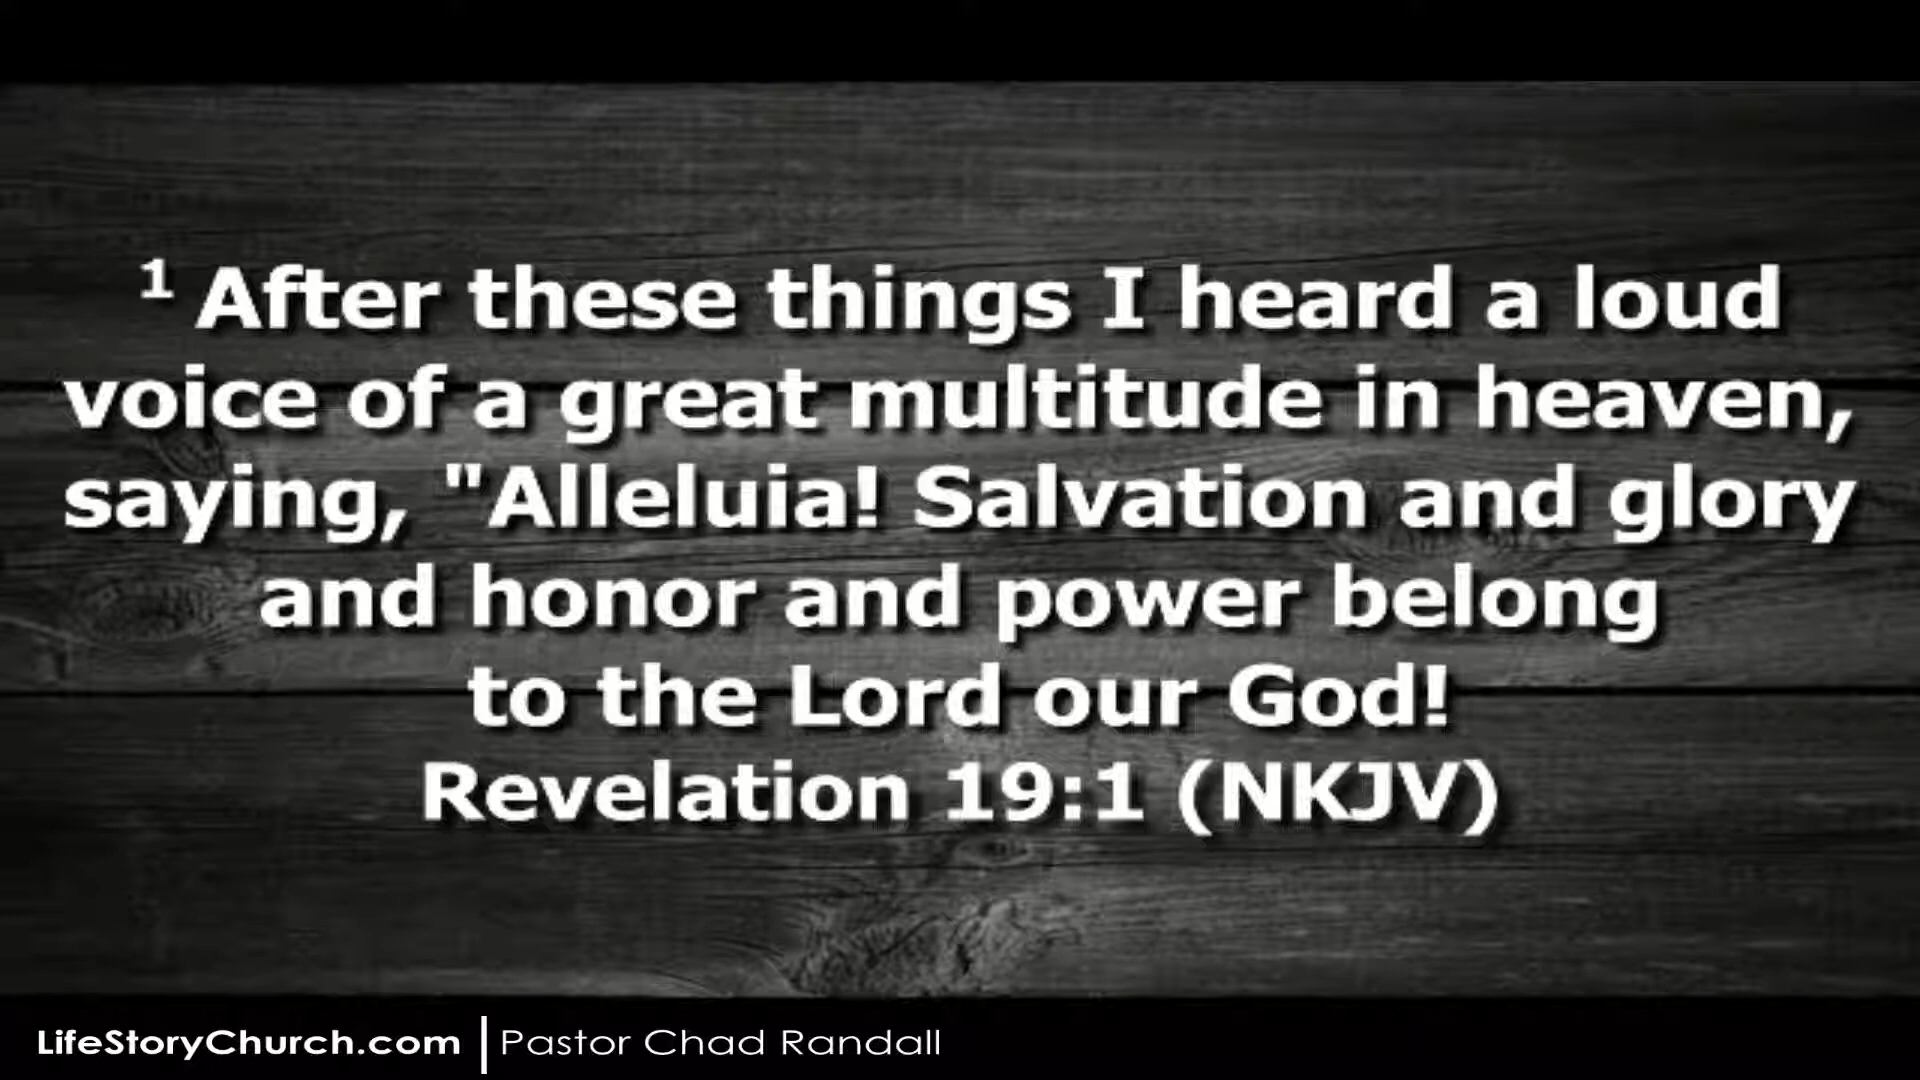 1 After these things I heard a loud
voice of a great multitude in heaven,
saying, "Alleluia! Salvation and glory
and honor and power belong
to the Lord our God!
Revelation 19:1 (NKJV)
LifeStoryChurch.com | Pastor Chad Randall